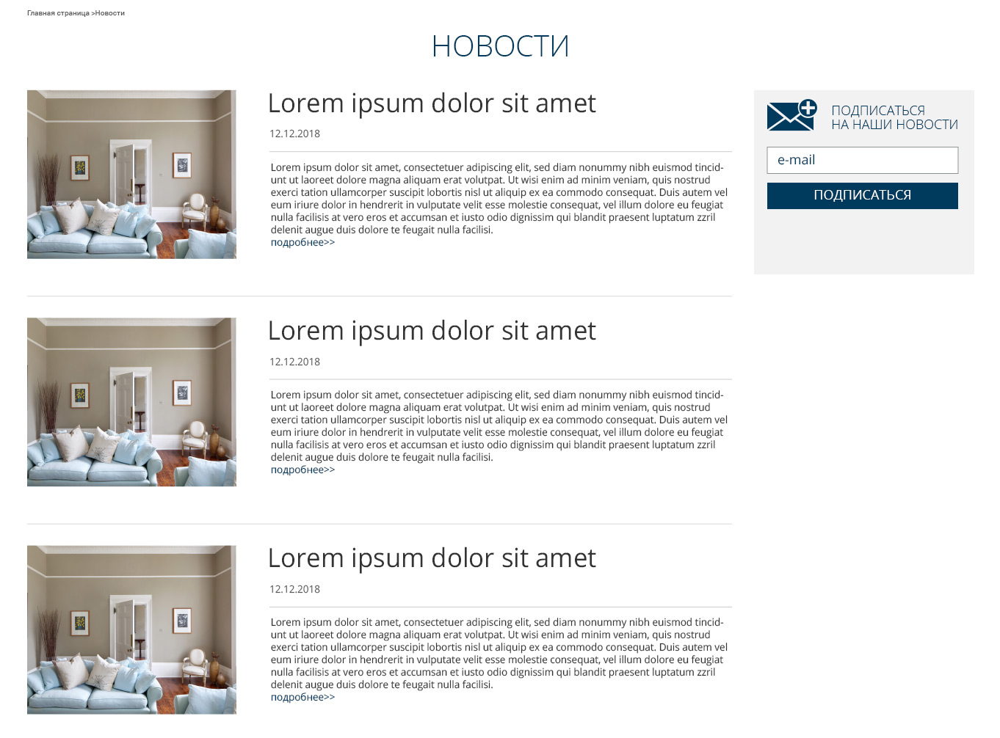 Главная страница >Новости
НОВОСТИ
Lorem ipsum dolor sit amet
12.12.2018
Lorem ipsum dolor sit amet, consectetuer adipiscing elit, sed diam nonummy nibh euismod tincid-
unt ut laoreet dolore magna aliquam erat volutpat. Ut wisi enim ad minim veniam, quis nostrud
exerci tation ullamcorper suscipit lobortis nisl ut aliquip ex ea commodo consequat. Duis autem vel
eum iriure dolor in hendrerit in vulputate velit esse molestie consequat, vel illum dolore eu feugiat
nulla facilisis at vero eros et accumsan et iusto odio dignissim qui blandit praesent luptatum zzril
delenit augue duis dolore te feugait nulla facilisi.
подробнее>>
Lorem ipsum dolor sit amet
12.12.2018
Lorem ipsum dolor sit amet, consectetuer adipiscing elit, sed diam nonummy nibh euismod tincid-
unt ut laoreet dolore magna aliquam erat volutpat. Ut wisi enim ad minim veniam, quis nostrud
exerci tation ullamcorper suscipit lobortis nisl ut aliquip ex ea commodo consequat. Duis autem vel
eum iriure dolor in hendrerit in vulputate velit esse molestie consequat, vel illum dolore eu feugiat
nulla facilisis at vero eros et accumsan et iusto odio dignissim qui blandit praesent luptatum zzril
delenit augue duis dolore te feugait nulla facilisi.
подробнее>>
Lorem ipsum dolor sit amet
12.12.2018
Lorem ipsum dolor sit amet, consectetuer adipiscing elit, sed diam nonummy nibh euismod tincid-
unt ut laoreet dolore magna aliquam erat volutpat. Ut wisi enim ad minim veniam, quis nostrud
exerci tation ullamcorper suscipit lobortis nisl ut aliquip ex ea commodo consequat. Duis autem vel
eum iriure dolor in hendrerit in vulputate velit esse molestie consequat, vel illum dolore eu feugiat
nulla facilisis at vero eros et accumsan et iusto odio dignissim qui blandit praesent luptatum zzril
delenit augue duis dolore te feugait nulla facilisi.
подробнее>>
ПОДПИСАТЬСЯ
НА НАШИ НОВОСТИ
e-mail
ПОДПИСАТЬСЯ